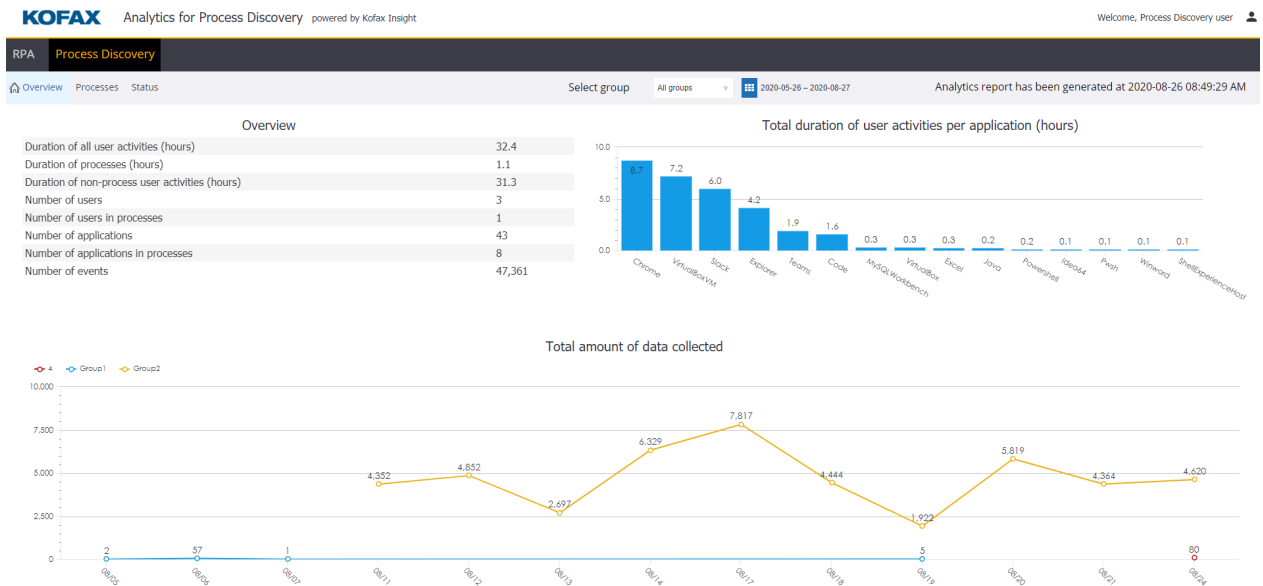 KOFAX Analytics for Process Discovery powered by Kofax Insight
Welcome, Process Discovery user
RPA Process Discovery
Overview Processes Status
Select group All groups 2020-05-26 – 2020-08-27
Analytics report has been generated at 2020-08-26 08:49:29 AM
Overview
Duration of all user activities (hours) 32.4
Duration of processes (hours) 1.1
Duration of non-process user activities (hours) 31.3
Number of users 3
Number of users in processes 1
Number of applications 43
Number of applications in processes 8
Number of events 47,361
Total duration of user activities per application (hours)
10.0
5.0
0.0
8.7 7.2 6.0 4.2 1.9 1.6 0.3 0.3 0.3 0.2 0.2 0.1 0.1 0.1 0.1
Chrome VirtualBoxVM Slack Explorer Teams Code MySQLWorkbench VirtualBox Excel Java Powershell Idea64 Pwsh Winword ShellExperienceHost
Total amount of data collected
4 Group1 Group2
10,000
7,500
5,000
2,500
0
4,352 4,852 2,697 6,329 7,817 4,444 1,922 5,819 4,364 4,620
2 57 1 5 80
08/05 08/06 08/07 08/11 08/12 08/13 08/14 08/17 08/18 08/19 08/20 08/21 08/24